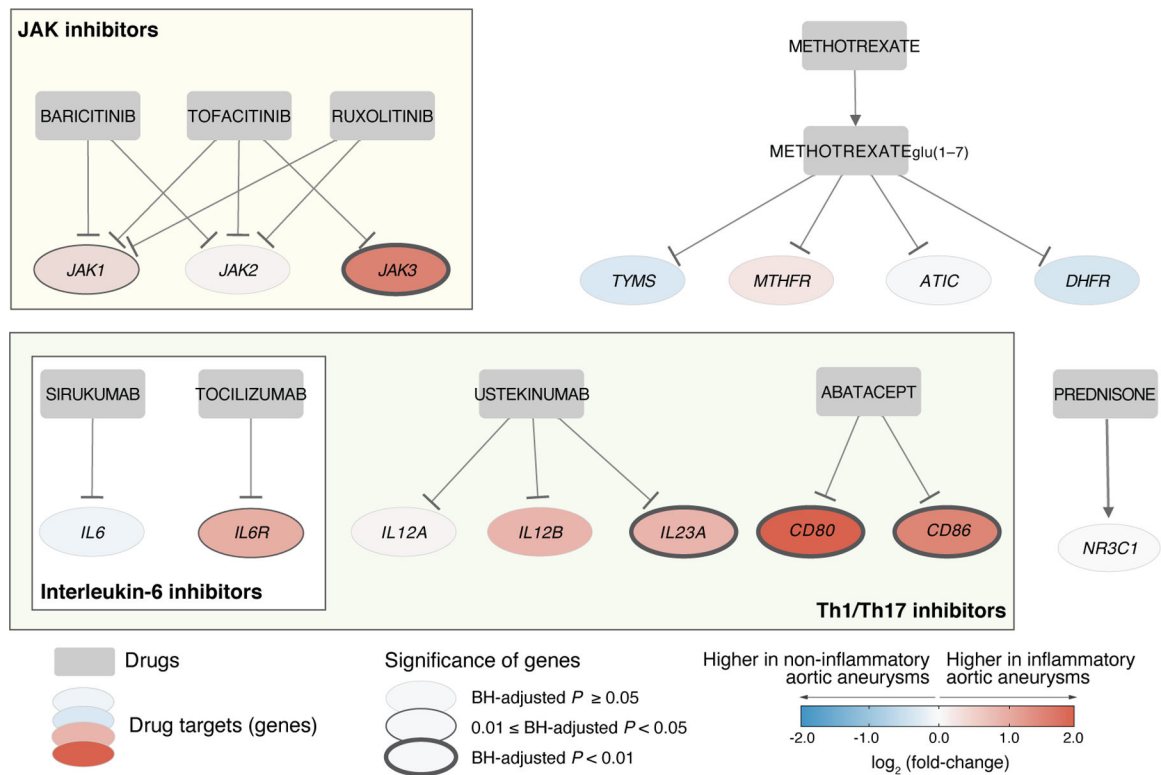 JAK inhibitors
BARICITINIB
TOFACITINIB
RUXOLITINIB
JAK1
JAK2
JAK3
METHOTREXATE
METHOTREXATEglu(1–7)
TYMS
MTHFR
ATIC
DHFR
SIRUKUMAB
TOCILIZUMAB
USTEKINUMAB
ABATACEPT
PREDNISONE
IL6
IL6R
IL12A
IL12B
IL23A
CD80
CD86
NR3C1
Interleukin-6 inhibitors
Th1/Th17 inhibitors
Drugs
Drug targets (genes)
Significance of genes
BH-adjusted P ≥ 0.05
0.01 ≤ BH-adjusted P < 0.05
BH-adjusted P < 0.01
Higher in non-inflammatory
aortic aneurysms
Higher in inflammatory
aortic aneurysms
-2.0 -1.0 0.0 1.0 2.0
log2 (fold-change)